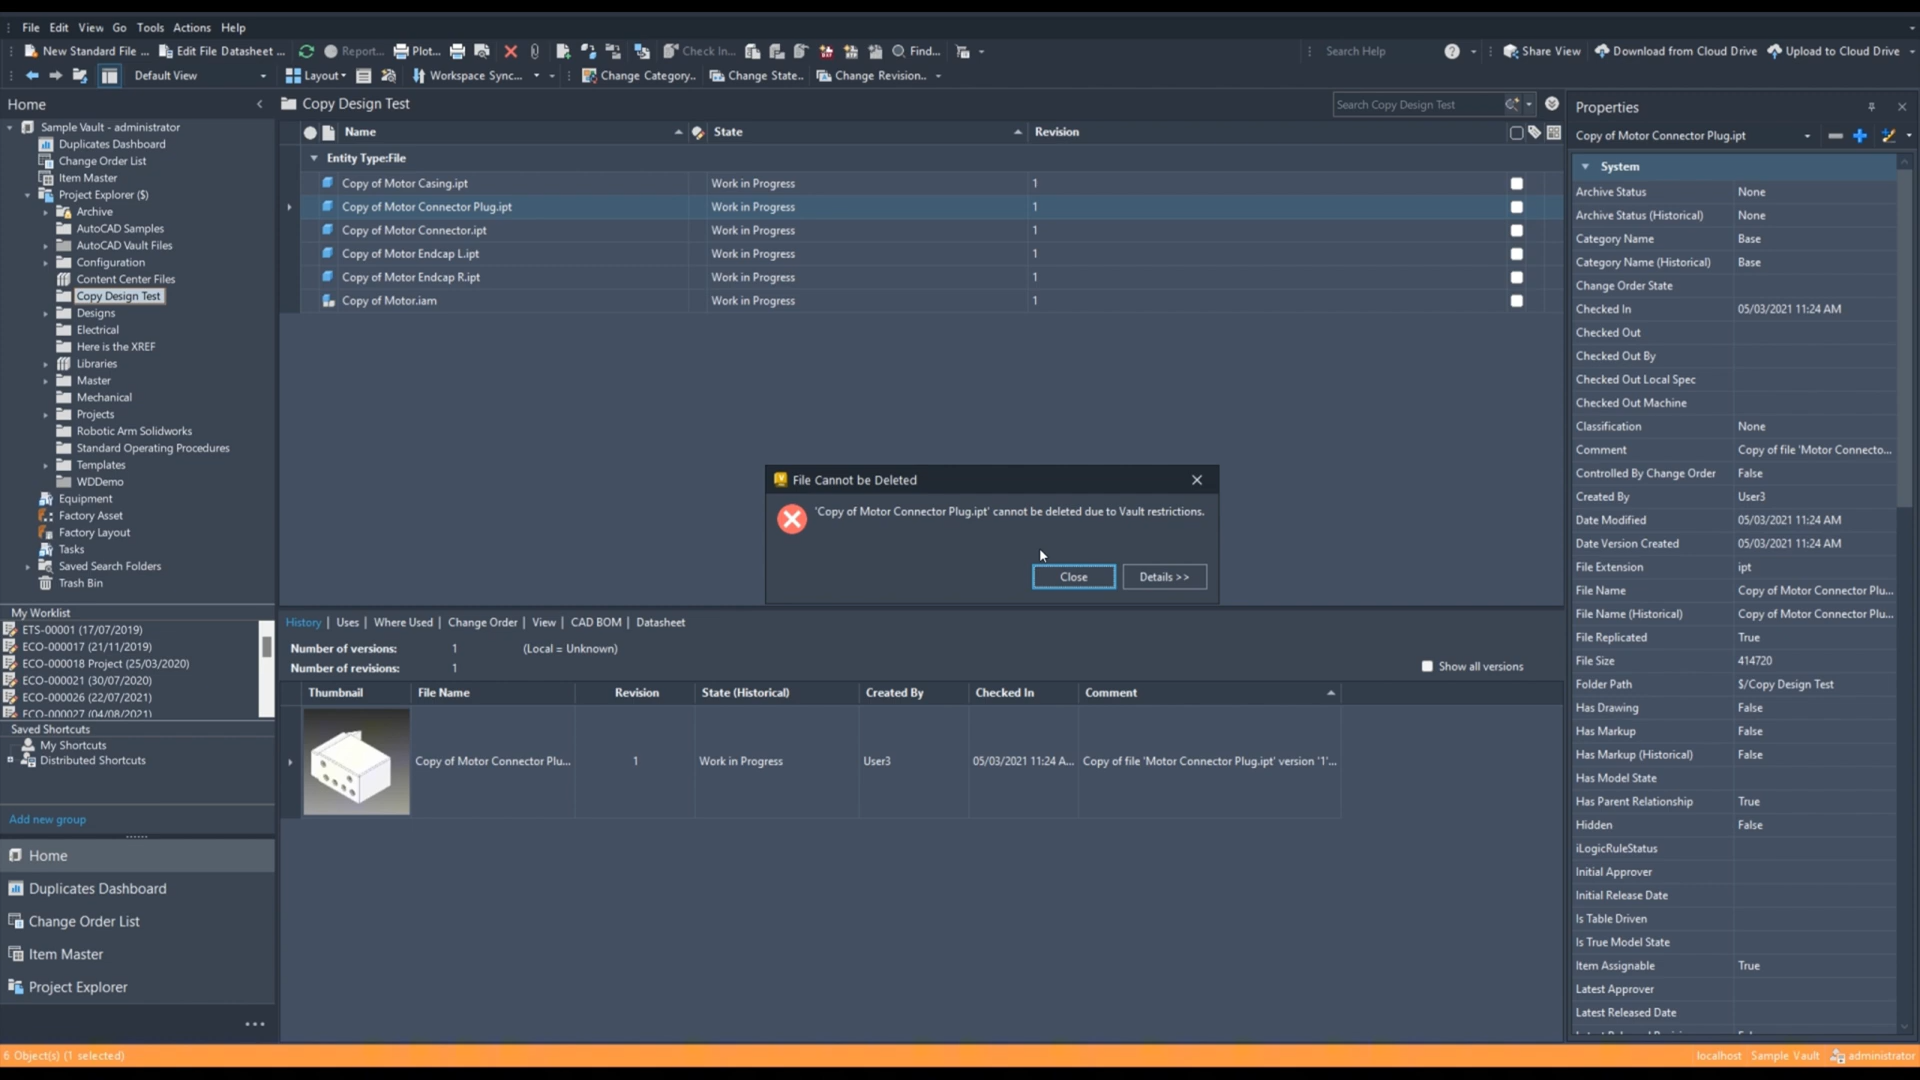 File Edit View Go Tools Actions Help
New Standard File ... Edit File Datasheet ... Report... Plot... Check In... Find... Search Help Share View Download from Cloud Drive Upload to Cloud Drive
Default View Layout Workspace Sync... Change Category.. Change State.. Change Revision..
Home
Sample Vault - administrator
Duplicates Dashboard
Change Order List
Item Master
Project Explorer ($)
Archive
AutoCAD Samples
AutoCAD Vault Files
Configuration
Content Center Files
Copy Design Test
Designs
Electrical
Here is the XREF
Libraries
Master
Mechanical
Projects
Robotic Arm Solidworks
Standard Operating Procedures
Templates
WDDemo
Equipment
Factory Asset
Factory Layout
Tasks
Saved Search Folders
Trash Bin
My Worklist
ETS-00001 (17/07/2019)
ECO-000017 (21/11/2019)
ECO-000018 Project (25/03/2020)
ECO-000021 (30/07/2020)
ECO-000026 (22/07/2021)
ECO-000027 (04/08/2021)
Saved Shortcuts
My Shortcuts
Distributed Shortcuts
Add new group
Home
Duplicates Dashboard
Change Order List
Item Master
Project Explorer
Copy Design Test
Search Copy Design Test
Name State Revision
Entity Type:File
Copy of Motor Casing.ipt Work in Progress 1
Copy of Motor Connector Plug.ipt Work in Progress 1
Copy of Motor Connector.ipt Work in Progress 1
Copy of Motor Endcap L.ipt Work in Progress 1
Copy of Motor Endcap R.ipt Work in Progress 1
Copy of Motor.iam Work in Progress 1
File Cannot be Deleted
'Copy of Motor Connector Plug.ipt' cannot be deleted due to Vault restrictions.
Close Details >>
History | Uses | Where Used | Change Order | View | CAD BOM | Datasheet
Number of versions: 1 (Local = Unknown)
Number of revisions: 1
Show all versions
Thumbnail File Name Revision State (Historical) Created By Checked In Comment
Copy of Motor Connector Plu... 1 Work in Progress User3 05/03/2021 11:24 A... Copy of file 'Motor Connector Plug.ipt' version '1'...
Properties
Copy of Motor Connector Plug.ipt
System
Archive Status None
Archive Status (Historical) None
Category Name Base
Category Name (Historical) Base
Change Order State
Checked In 05/03/2021 11:24 AM
Checked Out
Checked Out By
Checked Out Local Spec
Checked Out Machine
Classification None
Comment Copy of file 'Motor Connecto...
Controlled By Change Order False
Created By User3
Date Modified 05/03/2021 11:24 AM
Date Version Created 05/03/2021 11:24 AM
File Extension ipt
File Name Copy of Motor Connector Plu...
File Name (Historical) Copy of Motor Connector Plu...
File Replicated True
File Size 414720
Folder Path $/Copy Design Test
Has Drawing False
Has Markup False
Has Markup (Historical) False
Has Model State
Has Parent Relationship True
Hidden False
iLogicRuleStatus
Initial Approver
Initial Release Date
Is Table Driven
Is True Model State
Item Assignable True
Latest Approver
Latest Released Date
6 Object(s) (1 selected)
localhost Sample Vault administrator